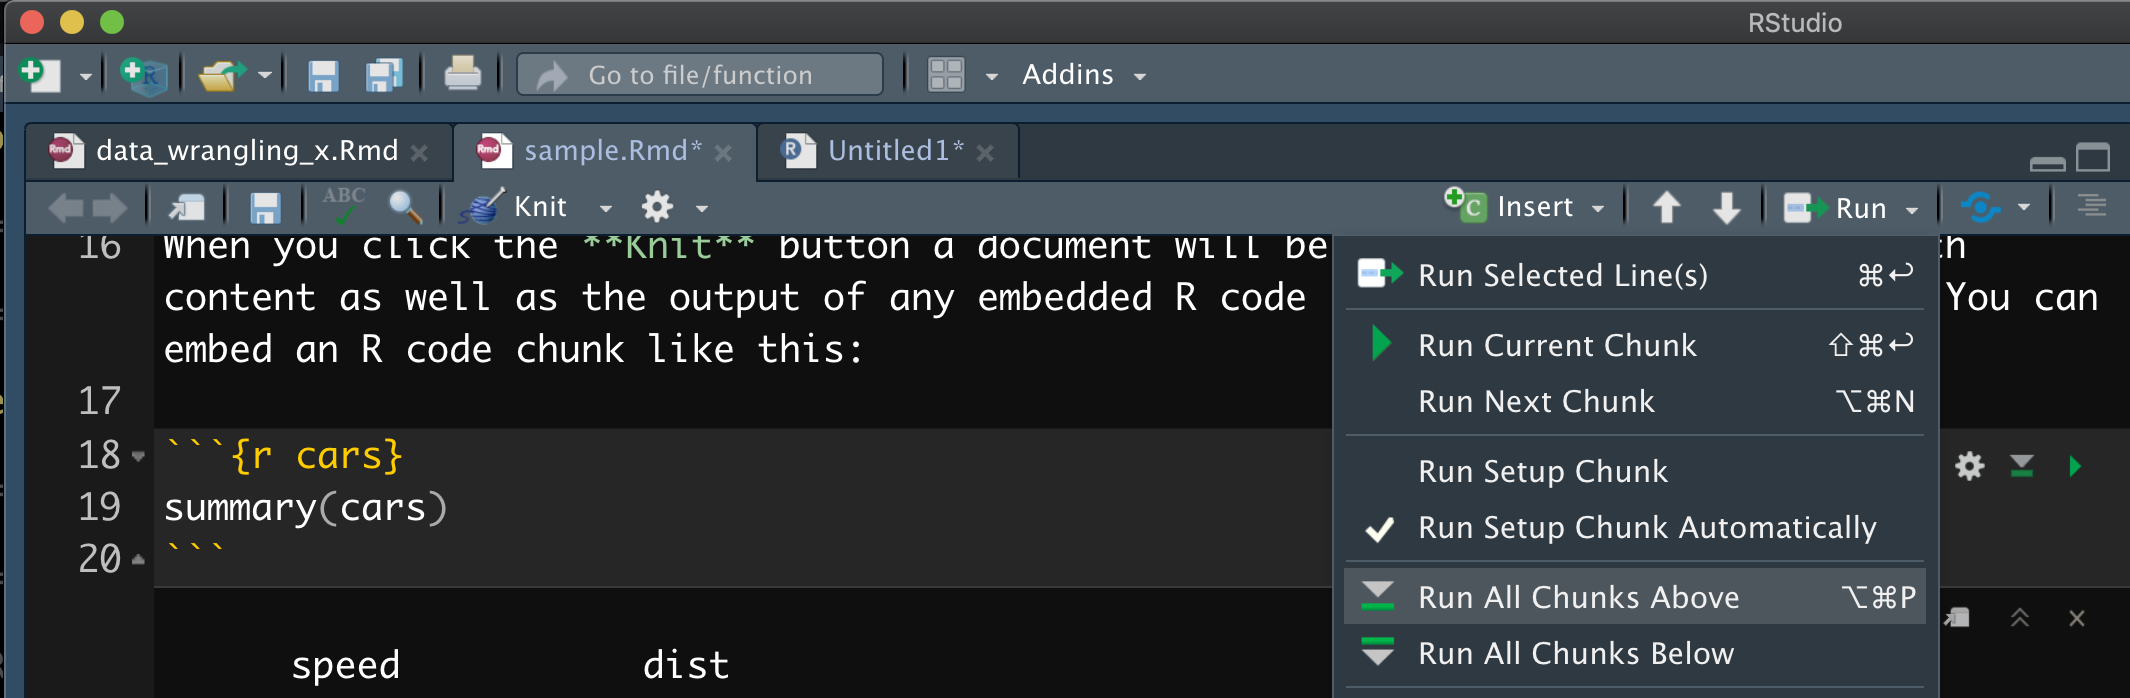 RStudio
Go to file/function
Addins
data_wrangling_x.Rmd
sample.Rmd*
Untitled1*
ABC
Knit
Insert
Run
16 When you click the **Knit** button a document will be
content as well as the output of any embedded R code
You can
embed an R code chunk like this:
17
18 ```{r cars}
19 summary(cars)
20 ```
speed dist
Run Selected Line(s) ⌘↩
Run Current Chunk ⇧⌘↩
Run Next Chunk ⌥⌘N
Run Setup Chunk
Run Setup Chunk Automatically
Run All Chunks Above ⌥⌘P
Run All Chunks Below